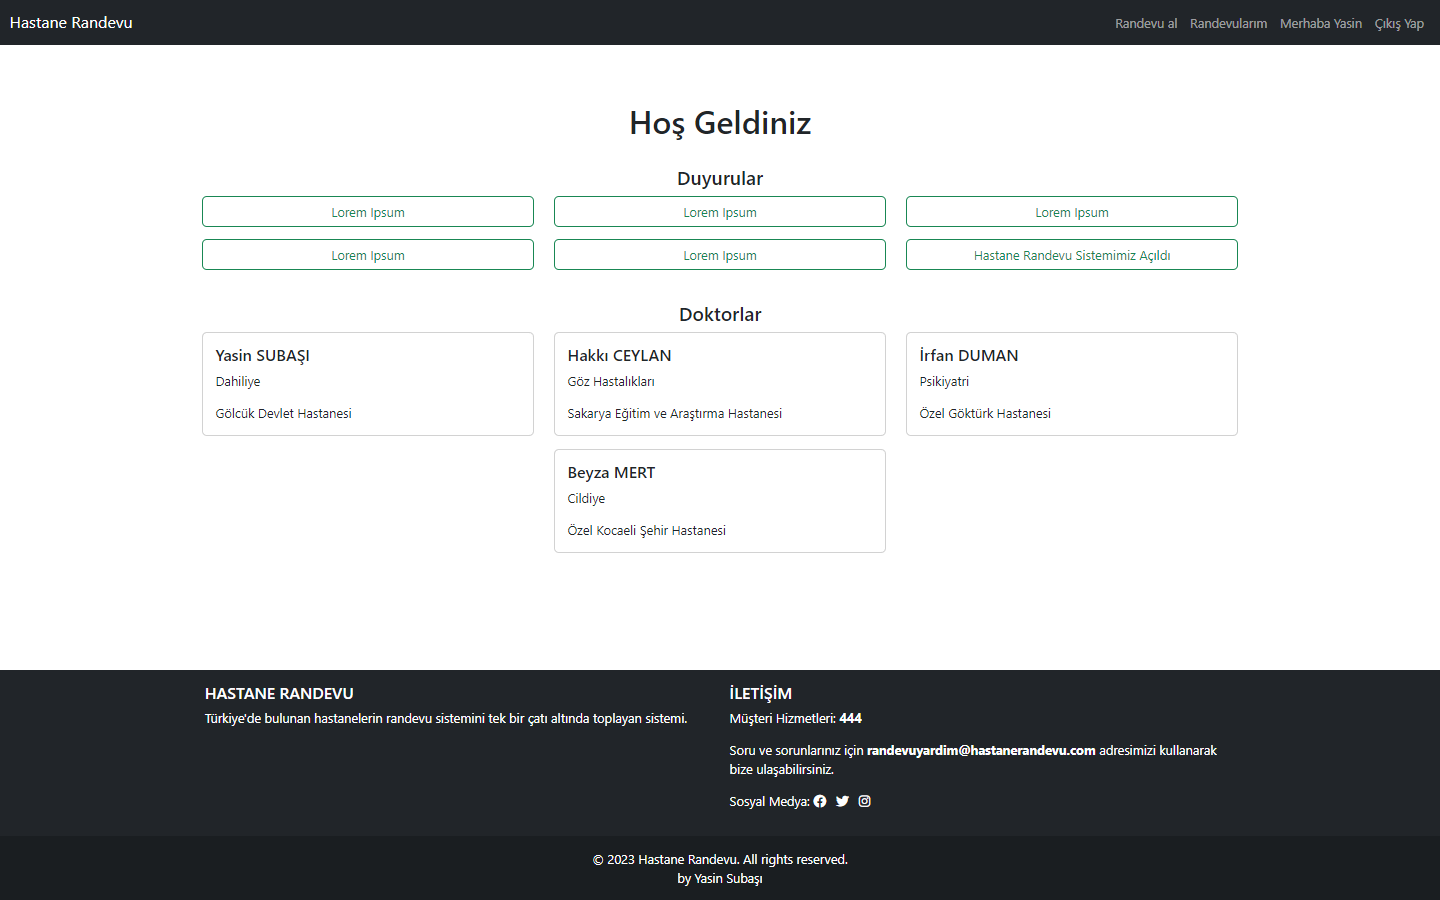 Hastane Randevu
Randevu al Randevularım Merhaba Yasin Çıkış Yap
Hoş Geldiniz
Duyurular
Lorem Ipsum
Lorem Ipsum
Lorem Ipsum
Lorem Ipsum
Lorem Ipsum
Hastane Randevu Sistemimiz Açıldı
Doktorlar
Yasin SUBAŞI
Dahiliye
Gölcük Devlet Hastanesi
Hakkı CEYLAN
Göz Hastalıkları
Sakarya Eğitim ve Araştırma Hastanesi
İrfan DUMAN
Psikiyatri
Özel Göktürk Hastanesi
Beyza MERT
Cildiye
Özel Kocaeli Şehir Hastanesi
HASTANE RANDEVU
Türkiye'de bulunan hastanelerin randevu sistemini tek bir çatı altında toplayan sistemi.
İLETİŞİM
Müşteri Hizmetleri: 444
Soru ve sorunlarınız için randevuyardim@hastanerandevu.com adresimizi kullanarak
bize ulaşabilirsiniz.
Sosyal Medya:
© 2023 Hastane Randevu. All rights reserved.
by Yasin Subaşı